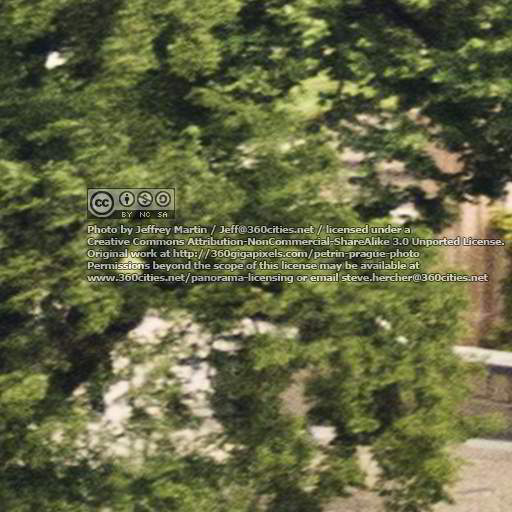 cc BY NC SA
Photo by Jeffrey Martin / Jeff@360cities.net / licensed under a
Creative Commons Attribution-NonCommercial-ShareAlike 3.0 Unported License.
Original work at http://360gigapixels.com/petrin-prague-photo
Permissions beyond the scope of this license may be available at
www.360cities.net/panorama-licensing or email steve.hercher@360cities.net